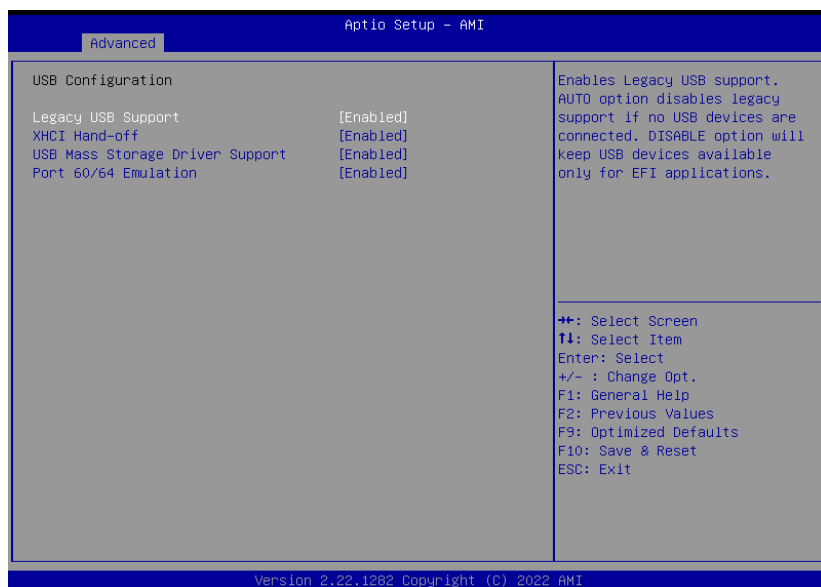 Aptio Setup – AMI
Advanced
USB Configuration
Legacy USB Support [Enabled]
XHCI Hand-off [Enabled]
USB Mass Storage Driver Support [Enabled]
Port 60/64 Emulation [Enabled]
Enables Legacy USB support.
AUTO option disables legacy
support if no USB devices are
connected. DISABLE option will
keep USB devices available
only for EFI applications.
→←: Select Screen
↑↓: Select Item
Enter: Select
+/- : Change Opt.
F1: General Help
F2: Previous Values
F9: Optimized Defaults
F10: Save & Reset
ESC: Exit
Version 2.22.1282 Copyright (C) 2022 AMI